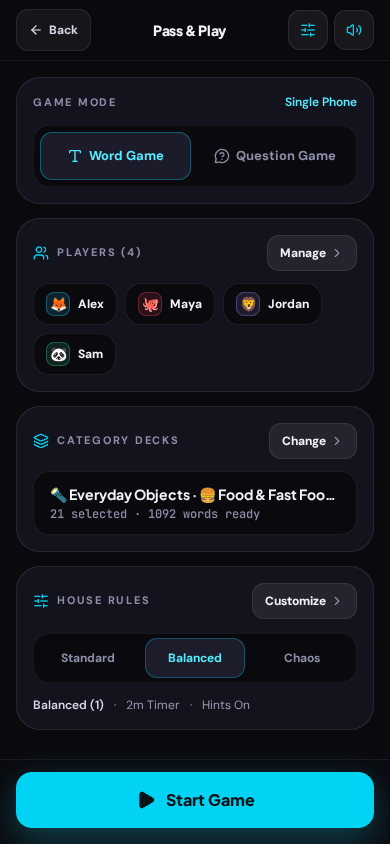 Back
Pass & Play
GAME MODE
Single Phone
Word Game
Question Game
PLAYERS (4)
Manage
Alex
Maya
Jordan
Sam
CATEGORY DECKS
Change
🔦 Everyday Objects · 🍔 Food & Fast Foo…
21 selected · 1092 words ready
HOUSE RULES
Customize
Standard
Balanced
Chaos
Balanced (1) · 2m Timer · Hints On
Start Game